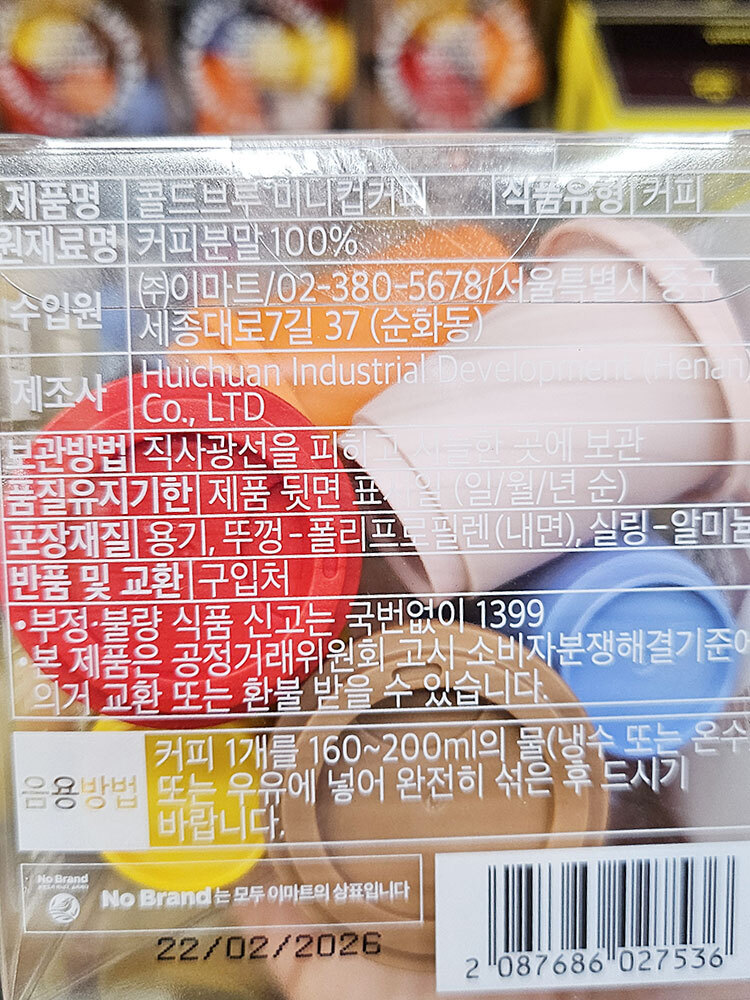 제품명 콜드브루 미니컵커피 식품유형 커피
원재료명 커피분말 100%
수입원 ㈜이마트/02-380-5678/서울특별시 중구
세종대로7길 37 (순화동)
제조사 Huichuan Industrial Development (Henan)
Co., LTD
보관방법 직사광선을 피하고 서늘한 곳에 보관
품질유지기한 제품 뒷면 표시일 (일/월/년 순)
포장재질 용기, 뚜껑-폴리프로필렌(내면), 실링-알미늄
반품 및 교환 구입처
•부정·불량 식품 신고는 국번없이 1399
•본 제품은 공정거래위원회 고시 소비자분쟁해결기준에
의거 교환 또는 환불 받을 수 있습니다.
음용방법 커피 1개를 160~200ml의 물(냉수 또는 온수
또는 우유에 넣어 완전히 섞은 후 드시기
바랍니다.
No Brand
No Brand는 모두 이마트의 상표입니다
22/02/2026
2 087686 027536